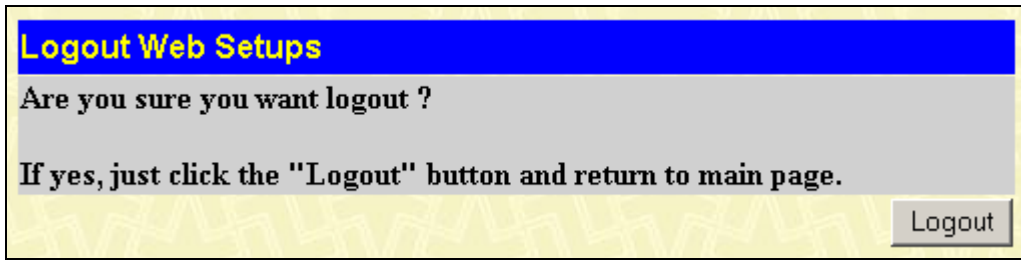 Logout Web Setups
Are you sure you want logout ?
If yes, just click the "Logout" button and return to main page.
Logout